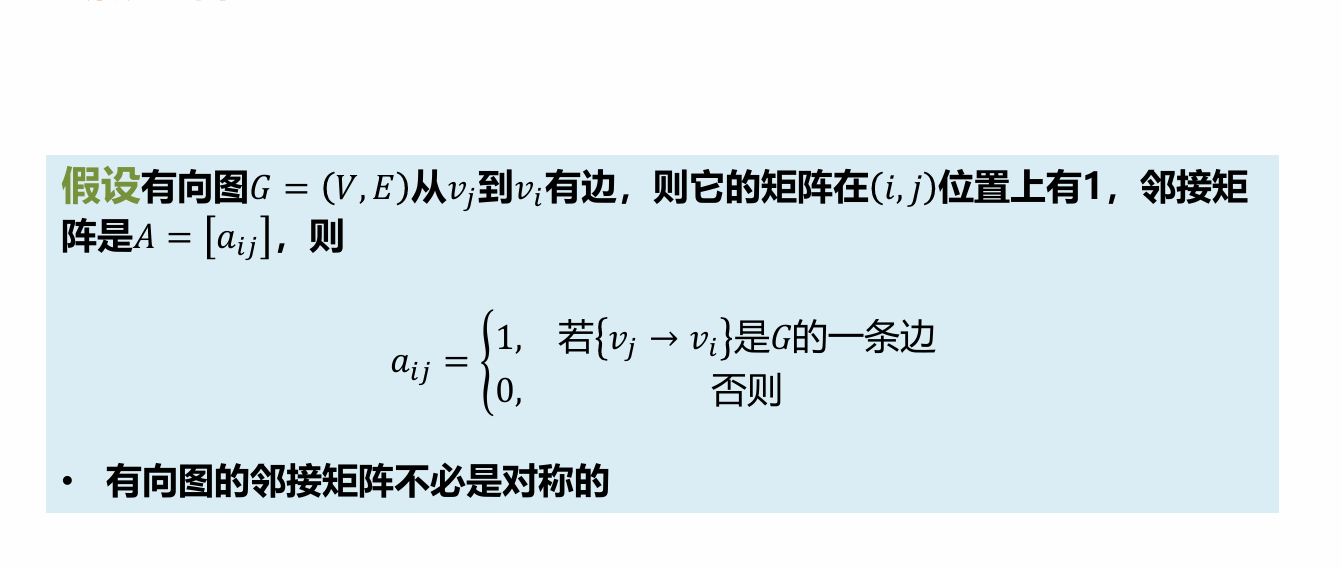 假设有向图G = (V, E)从v_j到v_i有边，则它的矩阵在(i, j)位置上有1，邻接矩
阵是A = [a_ij]，则
a_ij = {1, 若{v_j → v_i}是G的一条边
0, 否则
• 有向图的邻接矩阵不必是对称的